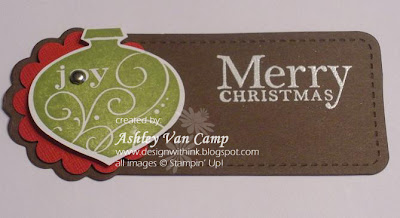 joy
Merry
CHRISTMAS
created by
Ashley Van Camp
www.designwithink.blogspot.com
all images © Stampin' Up!